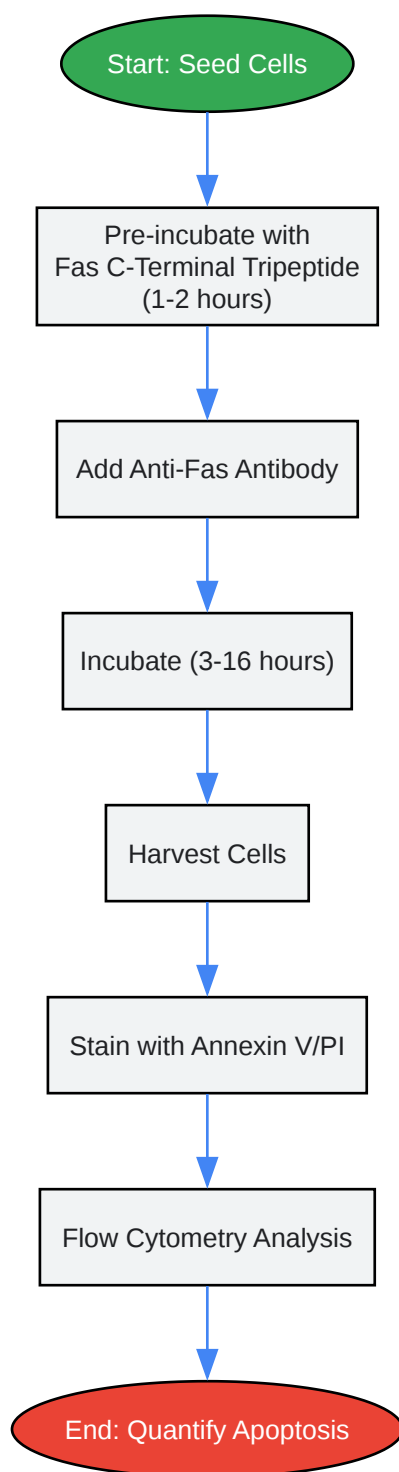 Start: Seed Cells
Pre-incubate with
Fas C-Terminal Tripeptide
(1-2 hours)
Add Anti-Fas Antibody
Incubate (3-16 hours)
Harvest Cells
Stain with Annexin V/PI
Flow Cytometry Analysis
End: Quantify Apoptosis